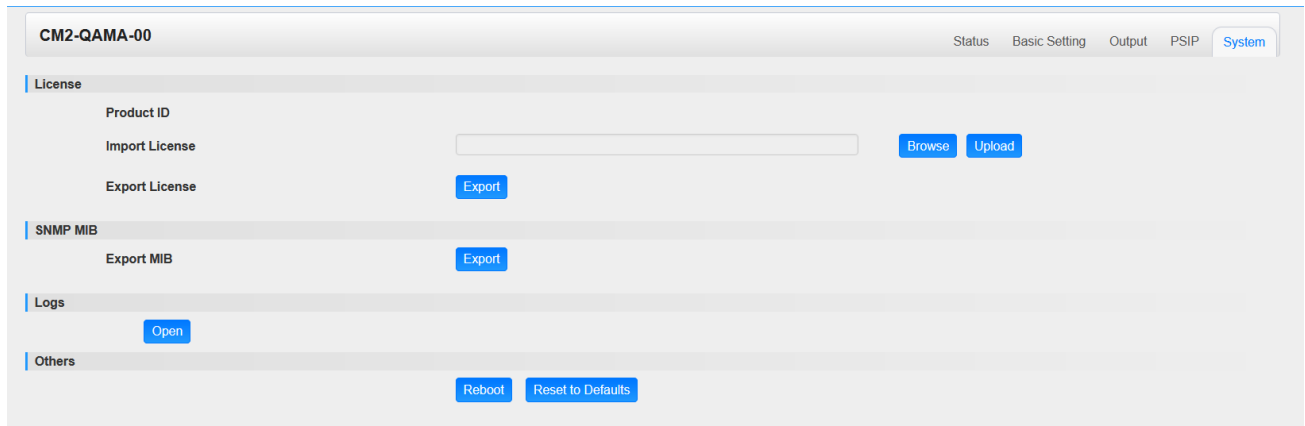 CM2-QAMA-00
Status Basic Setting Output PSIP System
License
Product ID
Import License Browse Upload
Export License Export
SNMP MIB
Export MIB Export
Logs
Open
Others
Reboot Reset to Defaults